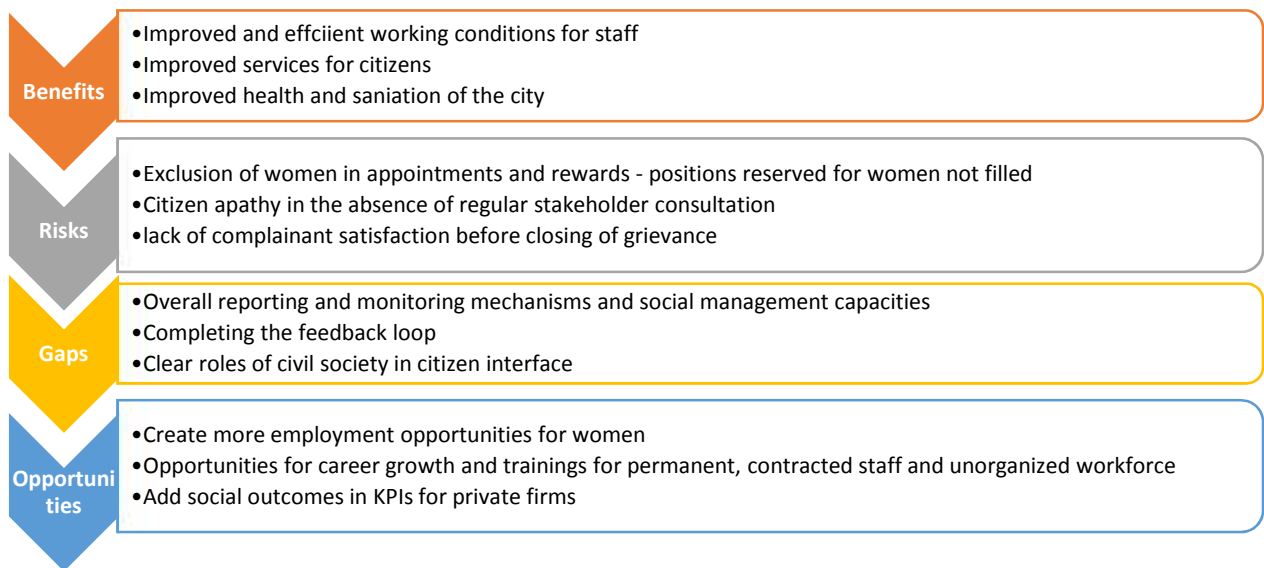 Benefits
•Improved and effciient working conditions for staff
•Improved services for citizens
•Improved health and saniation of the city
Risks
•Exclusion of women in appointments and rewards - positions reserved for women not filled
•Citizen apathy in the absence of regular stakeholder consultation
•lack of complainant satisfaction before closing of grievance
Gaps
•Overall reporting and monitoring mechanisms and social management capacities
•Completing the feedback loop
•Clear roles of civil society in citizen interface
Opportuni
ties
•Create more employment opportunities for women
•Opportunities for career growth and trainings for permanent, contracted staff and unorganized workforce
•Add social outcomes in KPIs for private firms